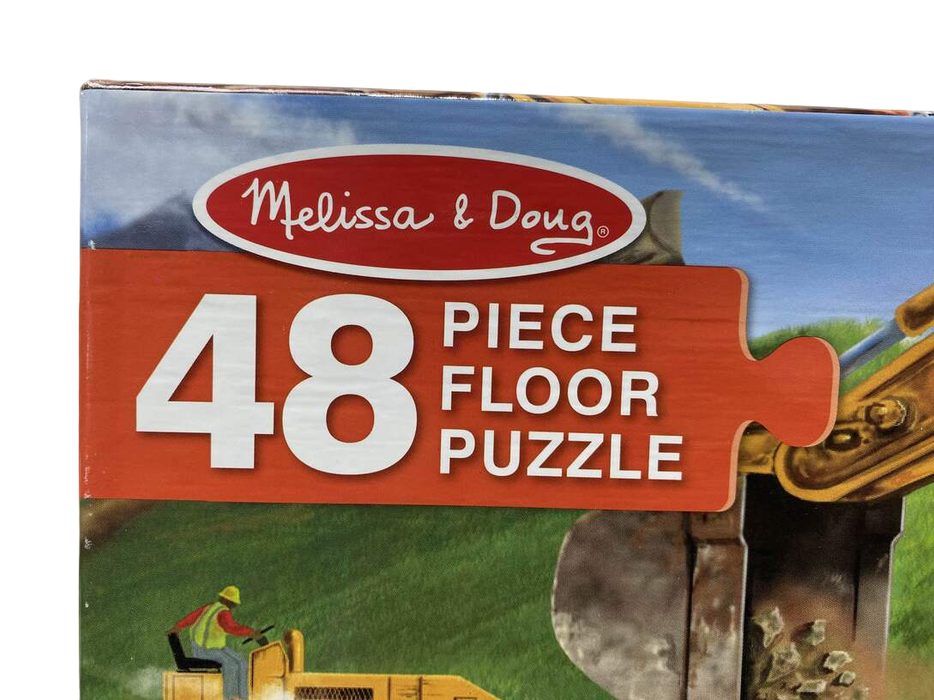 Melissa & Doug®
48 PIECE
FLOOR
PUZZLE